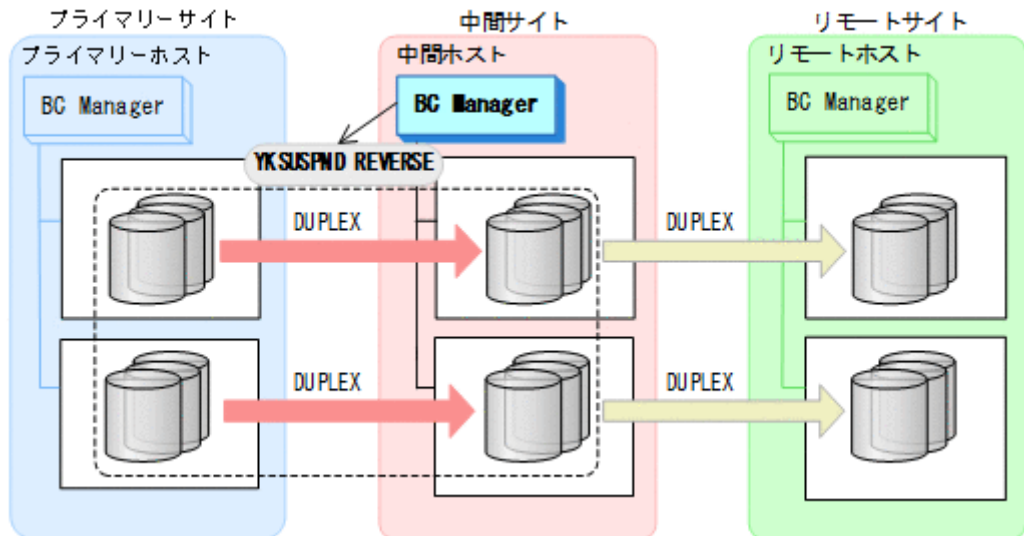 プライマリーサイト
中間サイト
リモートサイト
プライマリーホスト
中間ホスト
リモートホスト
BC Manager
BC Manager
BC Manager
YKSUSPND REVERSE
DUPLEX
DUPLEX
DUPLEX
DUPLEX